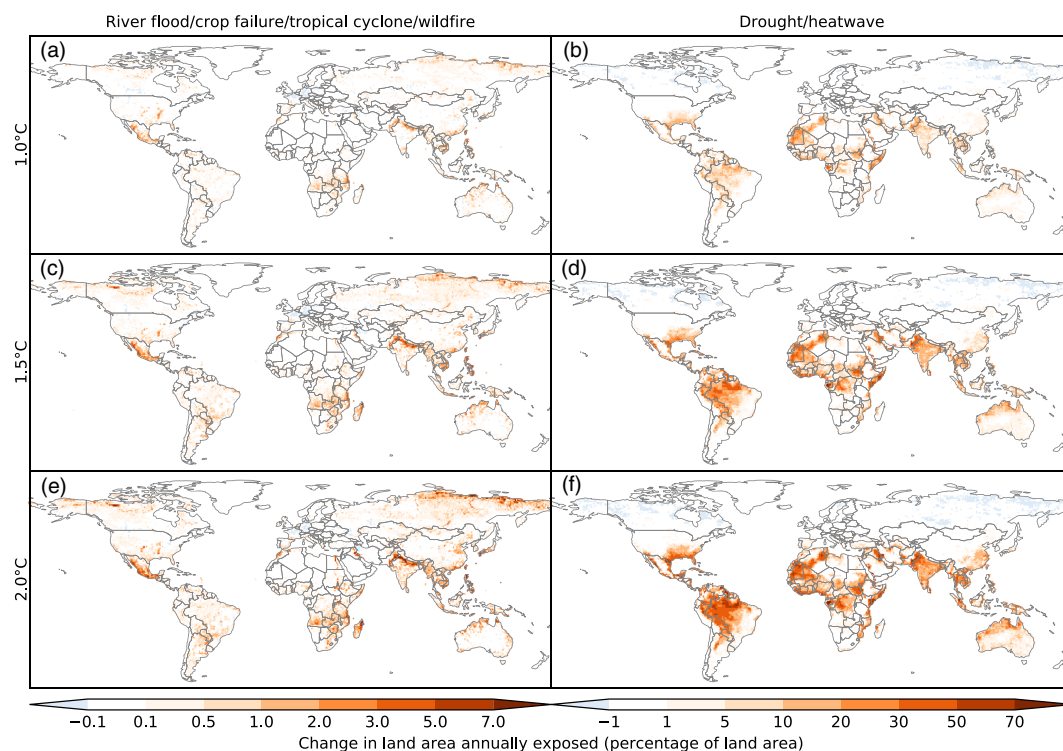 River flood/crop failure/tropical cyclone/wildfire
Drought/heatwave
(a)
(b)
1.0°C
(c)
(d)
1.5°C
(e)
(f)
2.0°C
−0.1 0.1 0.5 1.0 2.0 3.0 5.0 7.0
−1 1 5 10 20 30 50 70
Change in land area annually exposed (percentage of land area)